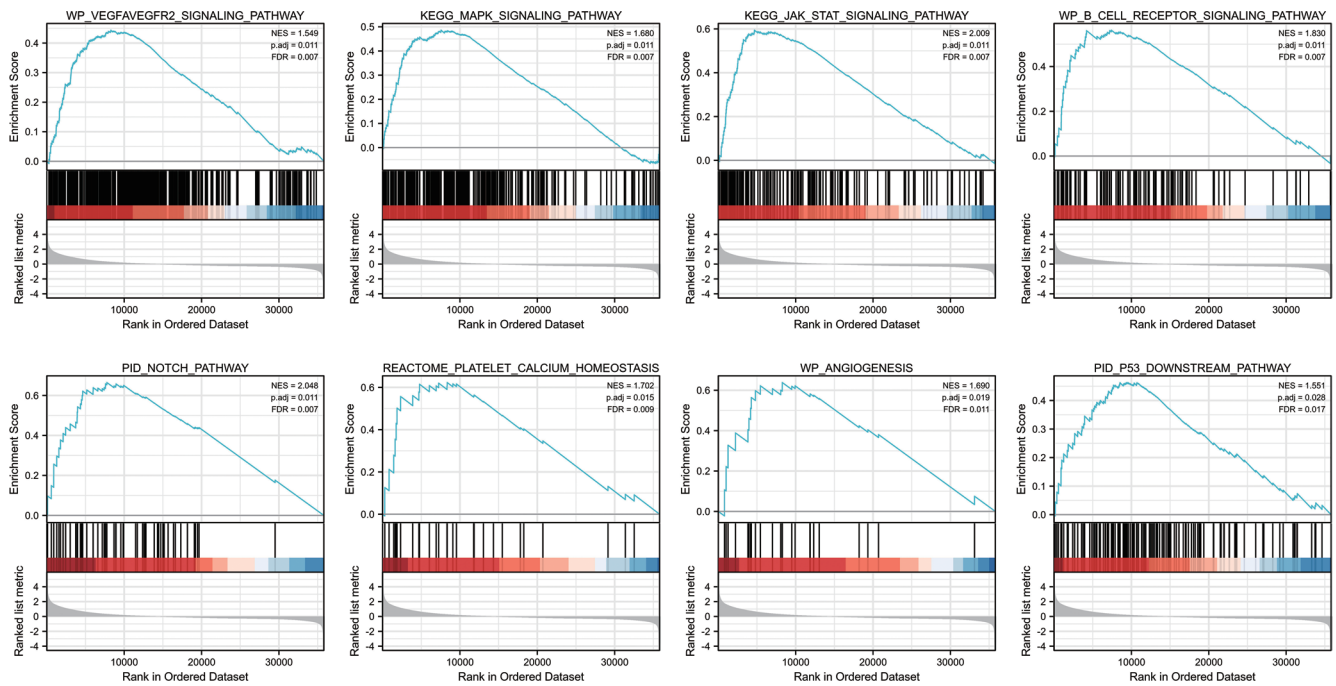 WP_VEGFAVEGFR2_SIGNALING_PATHWAY
NES = 1.549
p.adj = 0.011
FDR = 0.007
Enrichment Score
0.4
0.3
0.2
0.1
0.0
Ranked list metric
4
2
0
-2
-4
10000 20000 30000
Rank in Ordered Dataset
KEGG_MAPK_SIGNALING_PATHWAY
NES = 1.680
p.adj = 0.011
FDR = 0.007
Enrichment Score
0.5
0.4
0.3
0.2
0.1
0.0
Ranked list metric
4
2
0
-2
-4
10000 20000 30000
Rank in Ordered Dataset
KEGG_JAK_STAT_SIGNALING_PATHWAY
NES = 2.009
p.adj = 0.011
FDR = 0.007
Enrichment Score
0.6
0.4
0.2
0.0
Ranked list metric
4
2
0
-2
-4
10000 20000 30000
Rank in Ordered Dataset
WP_B_CELL_RECEPTOR_SIGNALING_PATHWAY
NES = 1.830
p.adj = 0.011
FDR = 0.007
Enrichment Score
0.6
0.4
0.2
0.0
Ranked list metric
4
2
0
-2
-4
10000 20000 30000
Rank in Ordered Dataset
PID_NOTCH_PATHWAY
NES = 2.048
p.adj = 0.011
FDR = 0.007
Enrichment Score
0.6
0.4
0.2
0.0
Ranked list metric
4
2
0
-2
-4
10000 20000 30000
Rank in Ordered Dataset
REACTOME_PLATELET_CALCIUM_HOMEOSTASIS
NES = 1.702
p.adj = 0.015
FDR = 0.009
Enrichment Score
0.6
0.4
0.2
0.0
Ranked list metric
4
2
0
-2
-4
10000 20000 30000
Rank in Ordered Dataset
WP_ANGIOGENESIS
NES = 1.690
p.adj = 0.019
FDR = 0.011
Enrichment Score
0.6
0.4
0.2
0.0
Ranked list metric
4
2
0
-2
-4
10000 20000 30000
Rank in Ordered Dataset
PID_P53_DOWNSTREAM_PATHWAY
NES = 1.551
p.adj = 0.028
FDR = 0.017
Enrichment Score
0.4
0.3
0.2
0.1
0.0
Ranked list metric
4
2
0
-2
-4
10000 20000 30000
Rank in Ordered Dataset